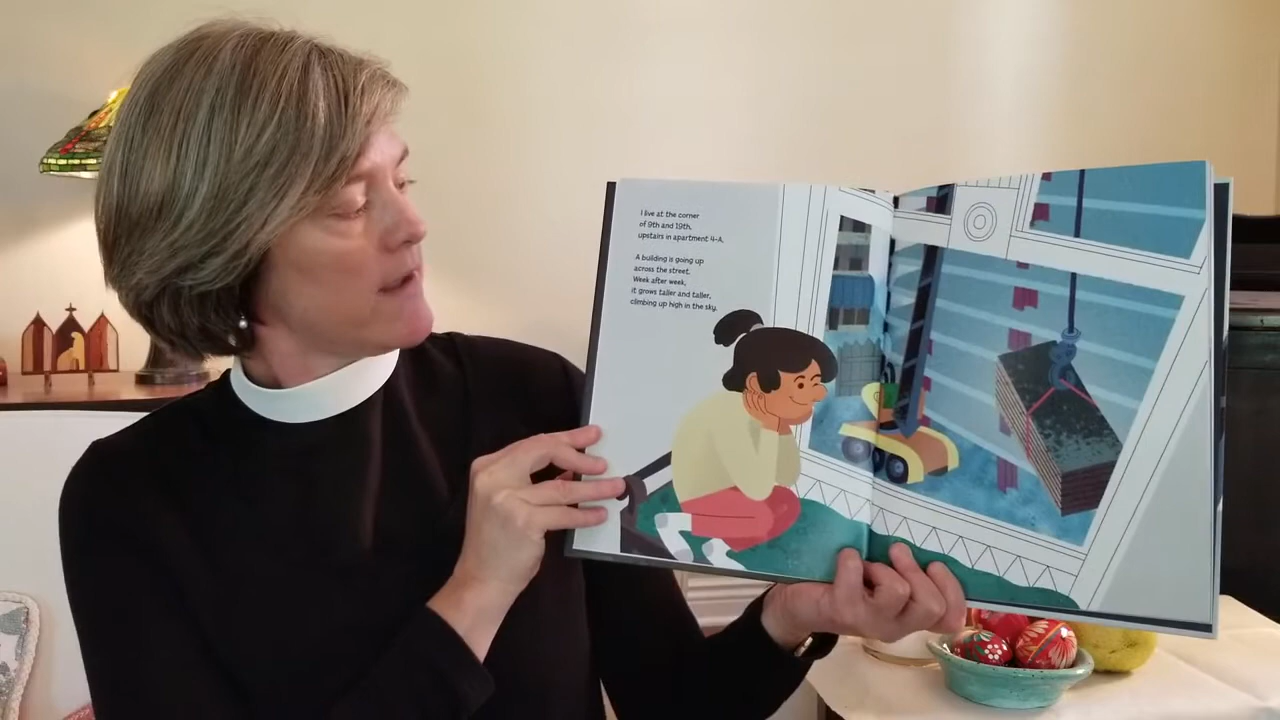 I live at the corner
of 9th and 19th,
upstairs in apartment 4-A.
A building is going up
across the street.
Week after week,
it grows taller and taller,
climbing up high in the sky.